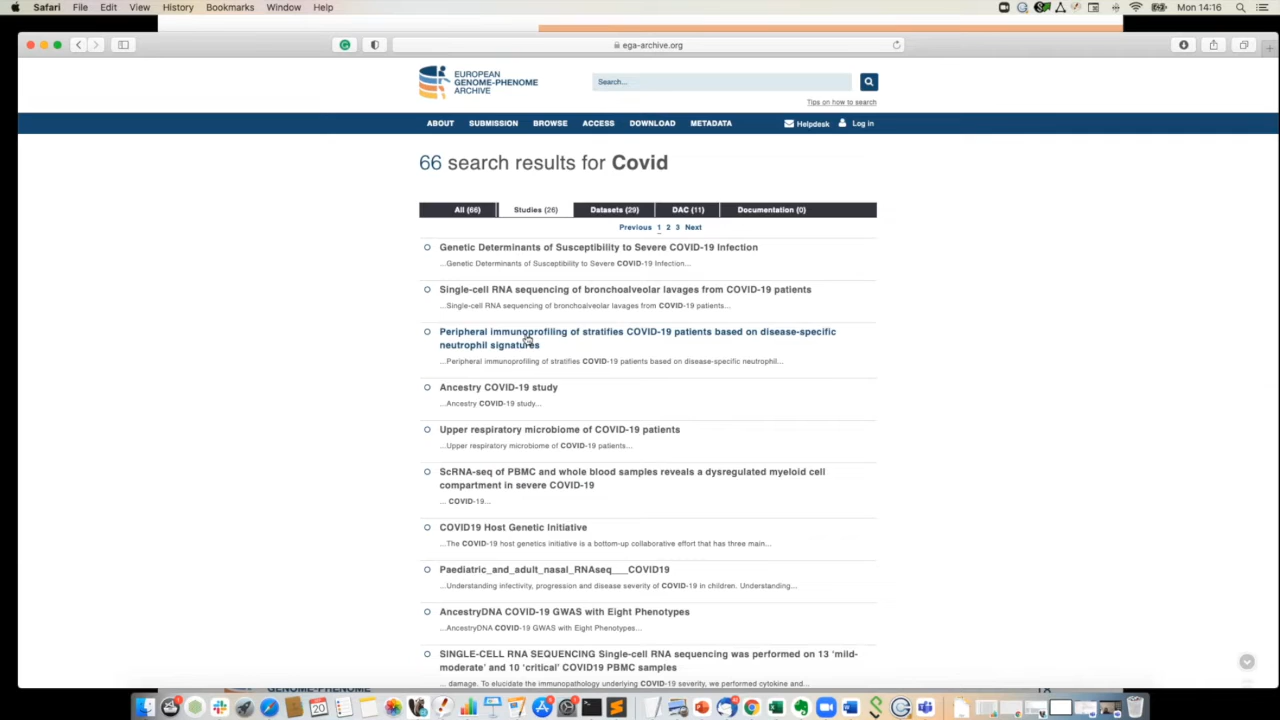 Safari File Edit View History Bookmarks Window Help Mon 14:16
ega-archive.org
EUROPEAN
GENOME-PHENOME
ARCHIVE
Search...
Tips on how to search
ABOUT SUBMISSION BROWSE ACCESS DOWNLOAD METADATA Helpdesk Log in
66 search results for Covid
All (66) Studies (26) Datasets (29) DAC (11) Documentation (0)
Previous 1 2 3 Next
Genetic Determinants of Susceptibility to Severe COVID-19 Infection
...Genetic Determinants of Susceptibility to Severe COVID-19 Infection...
Single-cell RNA sequencing of bronchoalveolar lavages from COVID-19 patients
...Single-cell RNA sequencing of bronchoalveolar lavages from COVID-19 patients...
Peripheral immunoprofiling of stratifies COVID-19 patients based on disease-specific
neutrophil signatures
...Peripheral immunoprofiling of stratifies COVID-19 patients based on disease-specific neutrophil...
Ancestry COVID-19 study
...Ancestry COVID-19 study...
Upper respiratory microbiome of COVID-19 patients
...Upper respiratory microbiome of COVID-19 patients...
ScRNA-seq of PBMC and whole blood samples reveals a dysregulated myeloid cell
compartment in severe COVID-19
... COVID-19...
COVID19 Host Genetic Initiative
...The COVID-19 host genetics initiative is a bottom-up collaborative effort that has three main...
Paediatric_and_adult_nasal_RNAseq___COVID19
...Understanding infectivity, progression and disease severity of COVID-19 in children. Understanding...
AncestryDNA COVID-19 GWAS with Eight Phenotypes
...AncestryDNA COVID-19 GWAS with Eight Phenotypes...
SINGLE-CELL RNA SEQUENCING Single-cell RNA sequencing was performed on 13 ‘mild-
moderate’ and 10 ‘critical’ COVID19 PBMC samples
... damage. To elucidate the immunopathology underlying COVID-19 severity, we performed cytokine and...
GENOME-PHENOME
20